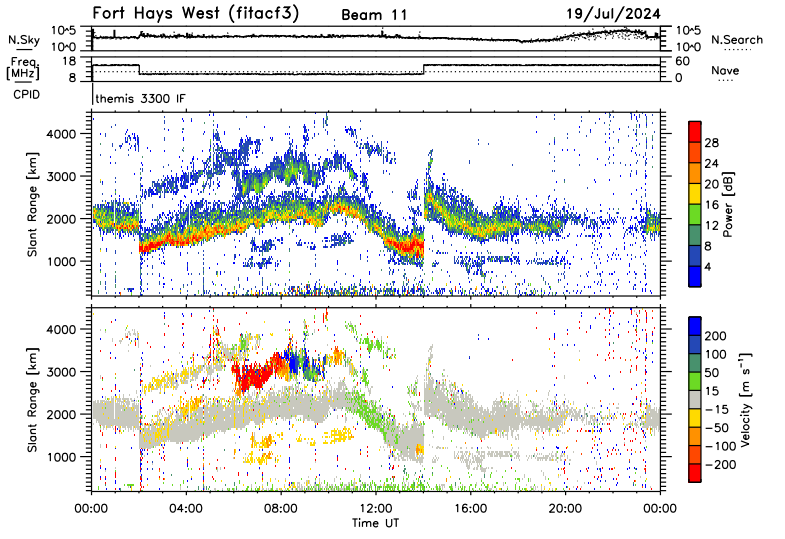 Fort Hays West (fitacf3) Beam 11 19/Jul/2024
N.Sky 10^5 10^0 10^5 10^0 N.Search
Freq. [MHz] 18 8 60 0 Nave
CPID themis 3300 IF
Slant Range [km] 4000 3000 2000 1000
Power [dB] 28 24 20 16 12 8 4
Slant Range [km] 4000 3000 2000 1000
Velocity [m s⁻¹] 200 100 50 15 −15 −50 −100 −200
00:00 04:00 08:00 12:00 16:00 20:00 00:00
Time UT